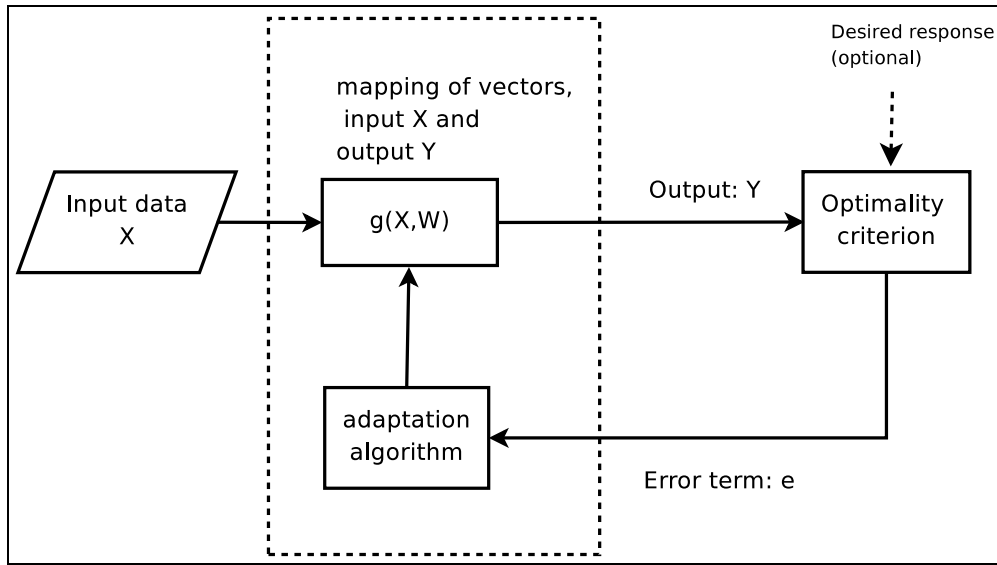 Desired response
(optional)
mapping of vectors,
input X and
output Y
Input data
X
g(X,W)
Output: Y
Optimality
criterion
adaptation
algorithm
Error term: e